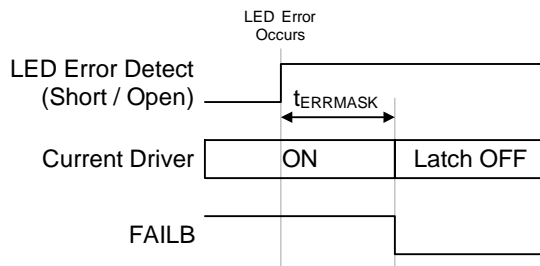 LED Error
Occurs
LED Error Detect
(Short / Open)
tERRMASK
Current Driver
ON
Latch OFF
FAILB